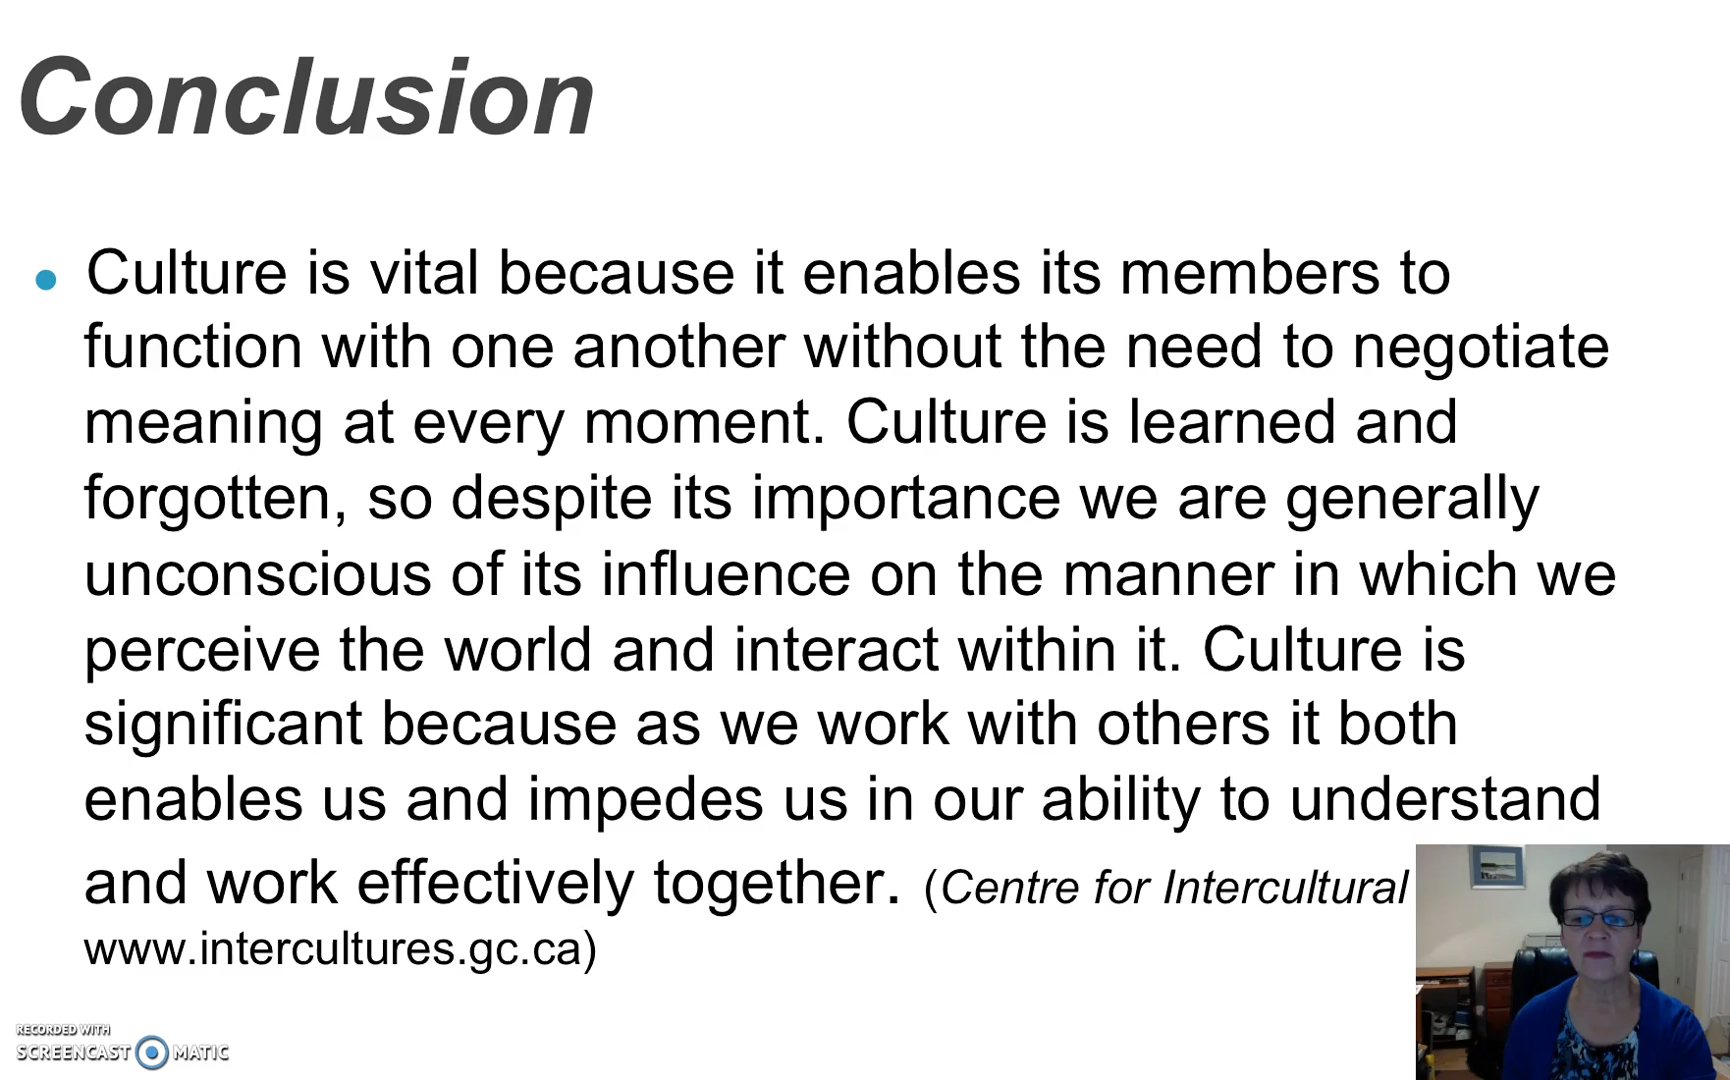 Conclusion
• Culture is vital because it enables its members to
function with one another without the need to negotiate
meaning at every moment. Culture is learned and
forgotten, so despite its importance we are generally
unconscious of its influence on the manner in which we
perceive the world and interact within it. Culture is
significant because as we work with others it both
enables us and impedes us in our ability to understand
and work effectively together. (Centre for Intercultural
www.intercultures.gc.ca)
RECORDED WITH
SCREENCAST MATIC